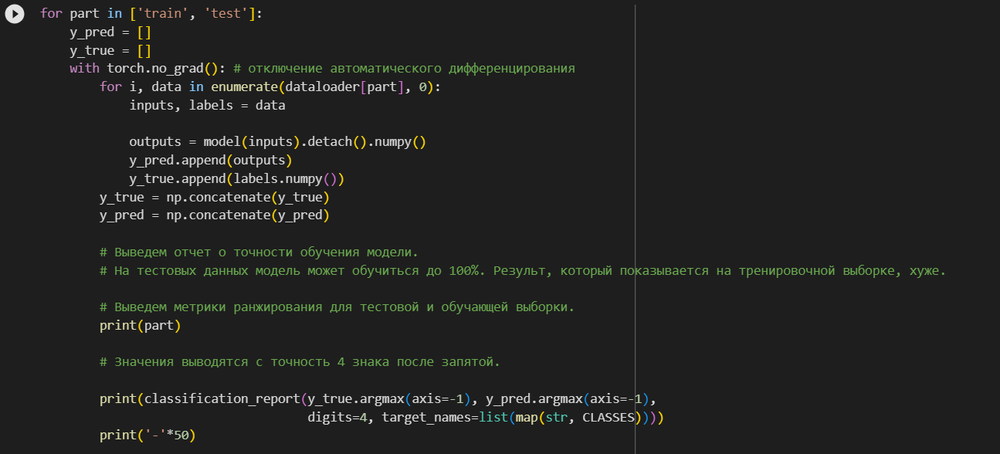 for part in ['train', 'test']:
    y_pred = []
    y_true = []
    with torch.no_grad(): # отключение автоматического дифференцирования
        for i, data in enumerate(dataloader[part], 0):
            inputs, labels = data

            outputs = model(inputs).detach().numpy()
            y_pred.append(outputs)
            y_true.append(labels.numpy())
        y_true = np.concatenate(y_true)
        y_pred = np.concatenate(y_pred)

        # Выведем отчет о точности обучения модели.
        # На тестовых данных модель может обучиться до 100%. Результ, который показывается на тренировочной выборке, хуже.

        # Выведем метрики ранжирования для тестовой и обучающей выборки.
        print(part)

        # Значения выводятся с точность 4 знака после запятой.

        print(classification_report(y_true.argmax(axis=-1), y_pred.argmax(axis=-1),
                                    digits=4, target_names=list(map(str, CLASSES))))
        print('-'*50)